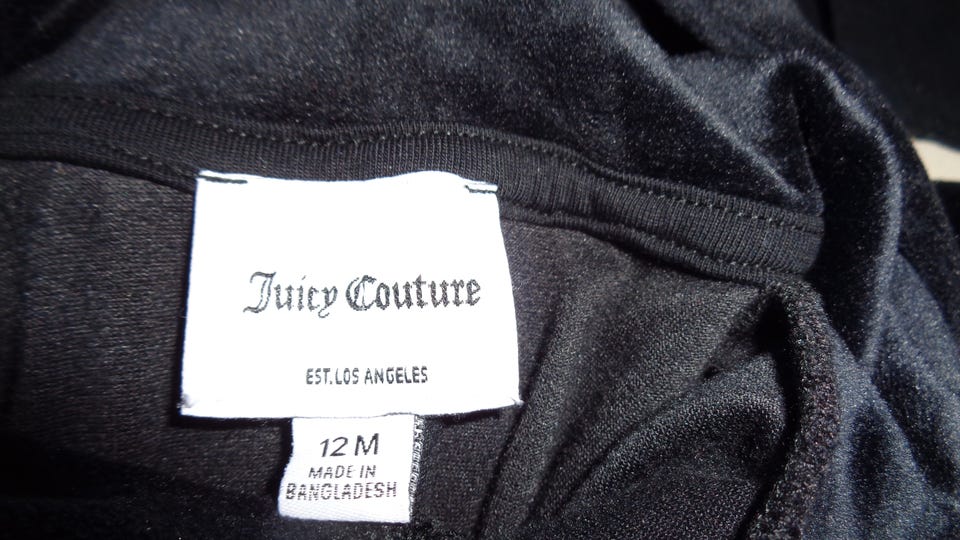 Juicy Couture
EST. LOS ANGELES
12 M
MADE IN
BANGLADESH